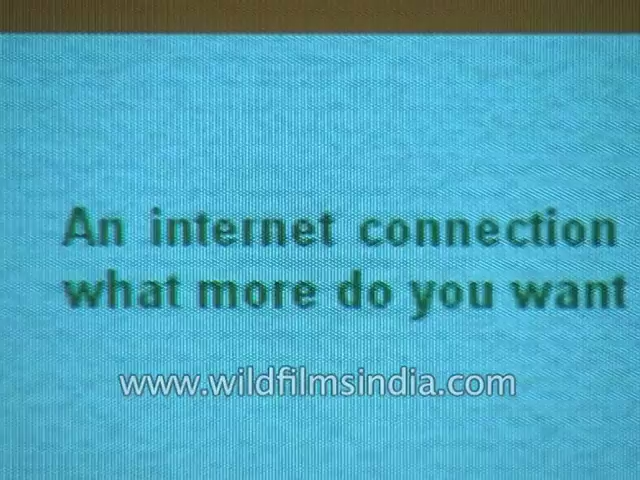 An internet connection
what more do you want
www.wildfilmsindia.com